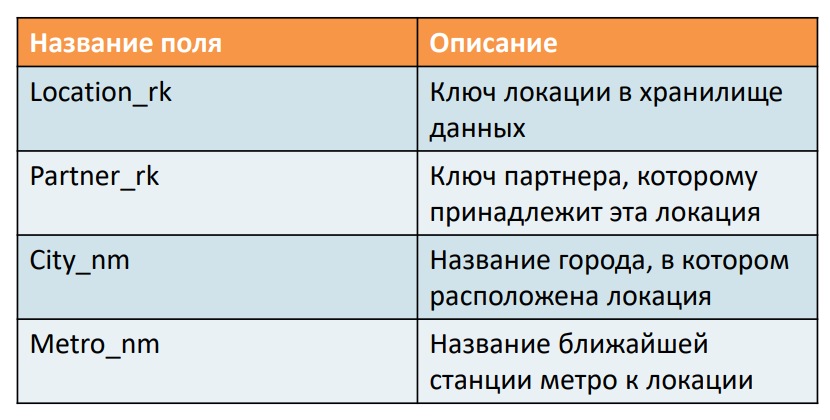 Название поля
Описание
Location_rk
Ключ локации в хранилище
данных
Partner_rk
Ключ партнера, которому
принадлежит эта локация
City_nm
Название города, в котором
расположена локация
Metro_nm
Название ближайшей
станции метро к локации